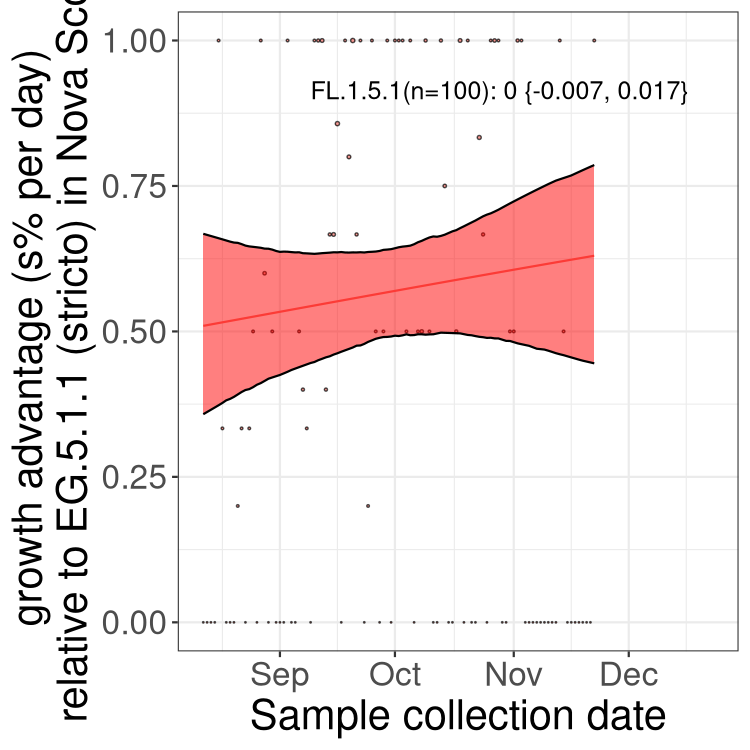 growth advantage (s% per day)
relative to EG.5.1.1 (stricto) in Nova
1.00
FL.1.5.1(n=100): 0 {-0.007, 0.017}
0.75
0.50
0.25
0.00
Sep Oct Nov Dec
Sample collection date